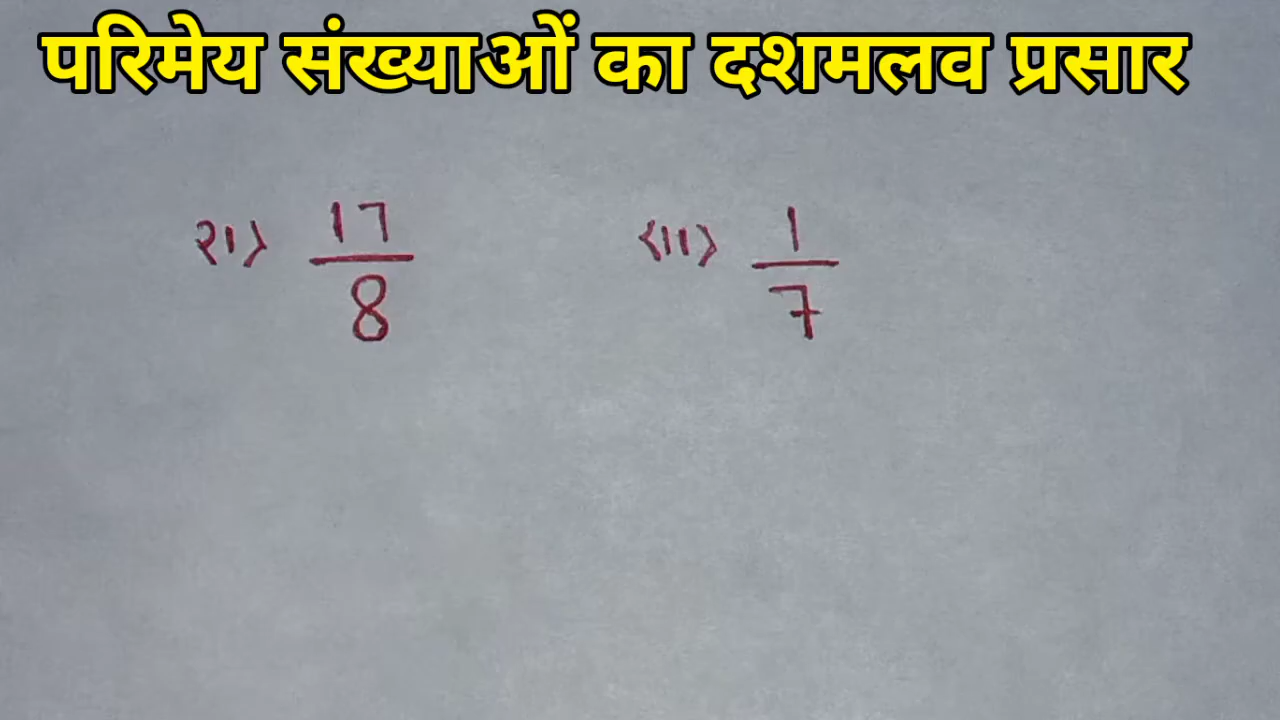 परिमेय संख्याओं का दशमलव प्रसार
<i> 17/8 <ii> 1/7